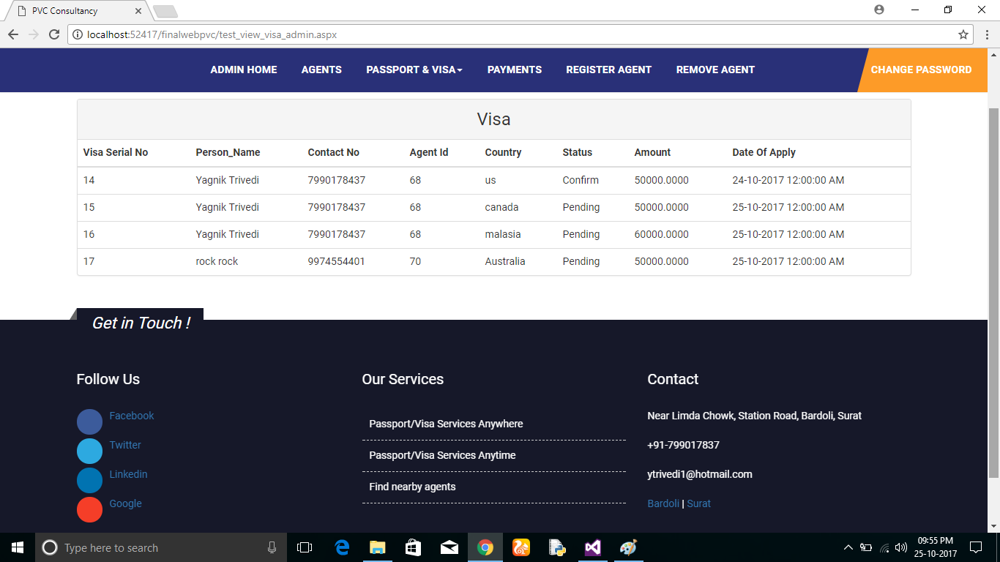 PVC Consultancy
localhost:52417/finalwebpvc/test_view_visa_admin.aspx
ADMIN HOME AGENTS PASSPORT & VISA PAYMENTS REGISTER AGENT REMOVE AGENT CHANGE PASSWORD
Visa
Visa Serial No Person_Name Contact No Agent Id Country Status Amount Date Of Apply
14 Yagnik Trivedi 7990178437 68 us Confirm 50000.0000 24-10-2017 12:00:00 AM
15 Yagnik Trivedi 7990178437 68 canada Pending 50000.0000 25-10-2017 12:00:00 AM
16 Yagnik Trivedi 7990178437 68 malasia Pending 60000.0000 25-10-2017 12:00:00 AM
17 rock rock 9974554401 70 Australia Pending 50000.0000 25-10-2017 12:00:00 AM
Get in Touch !
Follow Us
Facebook
Twitter
Linkedin
Google
Our Services
Passport/Visa Services Anywhere
Passport/Visa Services Anytime
Find nearby agents
Contact
Near Limda Chowk, Station Road, Bardoli, Surat
+91-799017837
ytrivedi1@hotmail.com
Bardoli | Surat
Type here to search
09:55 PM
25-10-2017